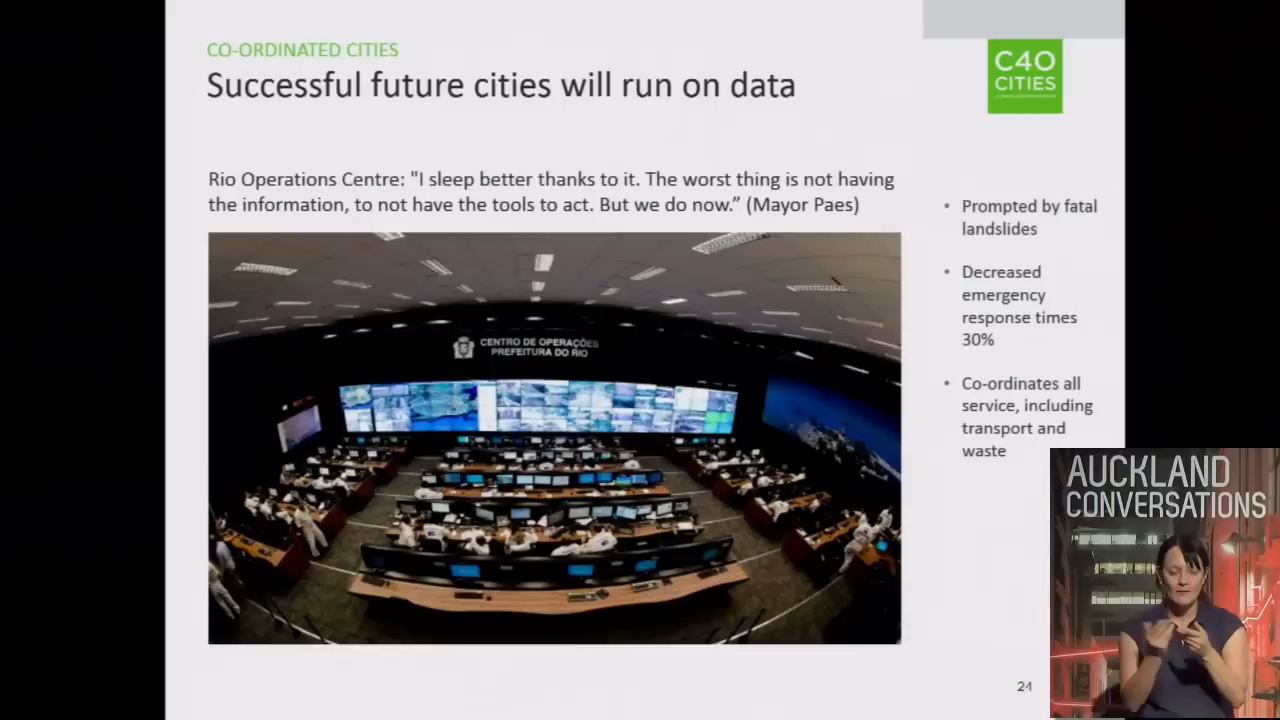 CO-ORDINATED CITIES
Successful future cities will run on data
C40
CITIES
Rio Operations Centre: "I sleep better thanks to it. The worst thing is not having
the information, to not have the tools to act. But we do now.” (Mayor Paes)
CENTRO DE OPERAÇÕES
PREFEITURA DO RIO
• Prompted by fatal
landslides
• Decreased
emergency
response times
30%
• Co-ordinates all
service, including
transport and
waste
24
AUCKLAND
CONVERSATIONS